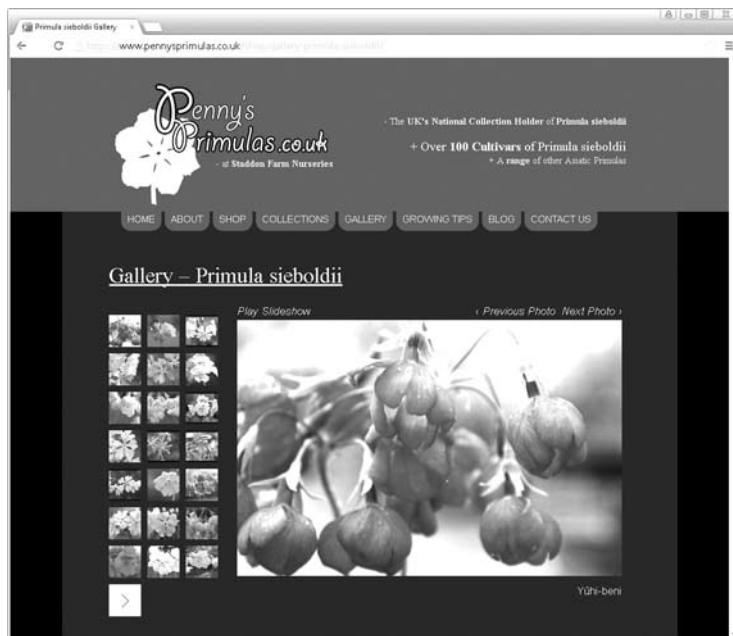 Primula sieboldii Gallery
www.pennysprimulas.co.uk
Penny's
Primulas.co.uk
- at Staddon Farm Nurseries
- The UK's National Collection Holder of Primula sieboldii
+ Over 100 Cultivars of Primula sieboldii
+ A range of other Asiatic Primulas
HOME ABOUT SHOP COLLECTIONS GALLERY GROWING TIPS BLOG CONTACT US
Gallery – Primula sieboldii
Play Slideshow ‹ Previous Photo Next Photo ›
Yūhi-beni